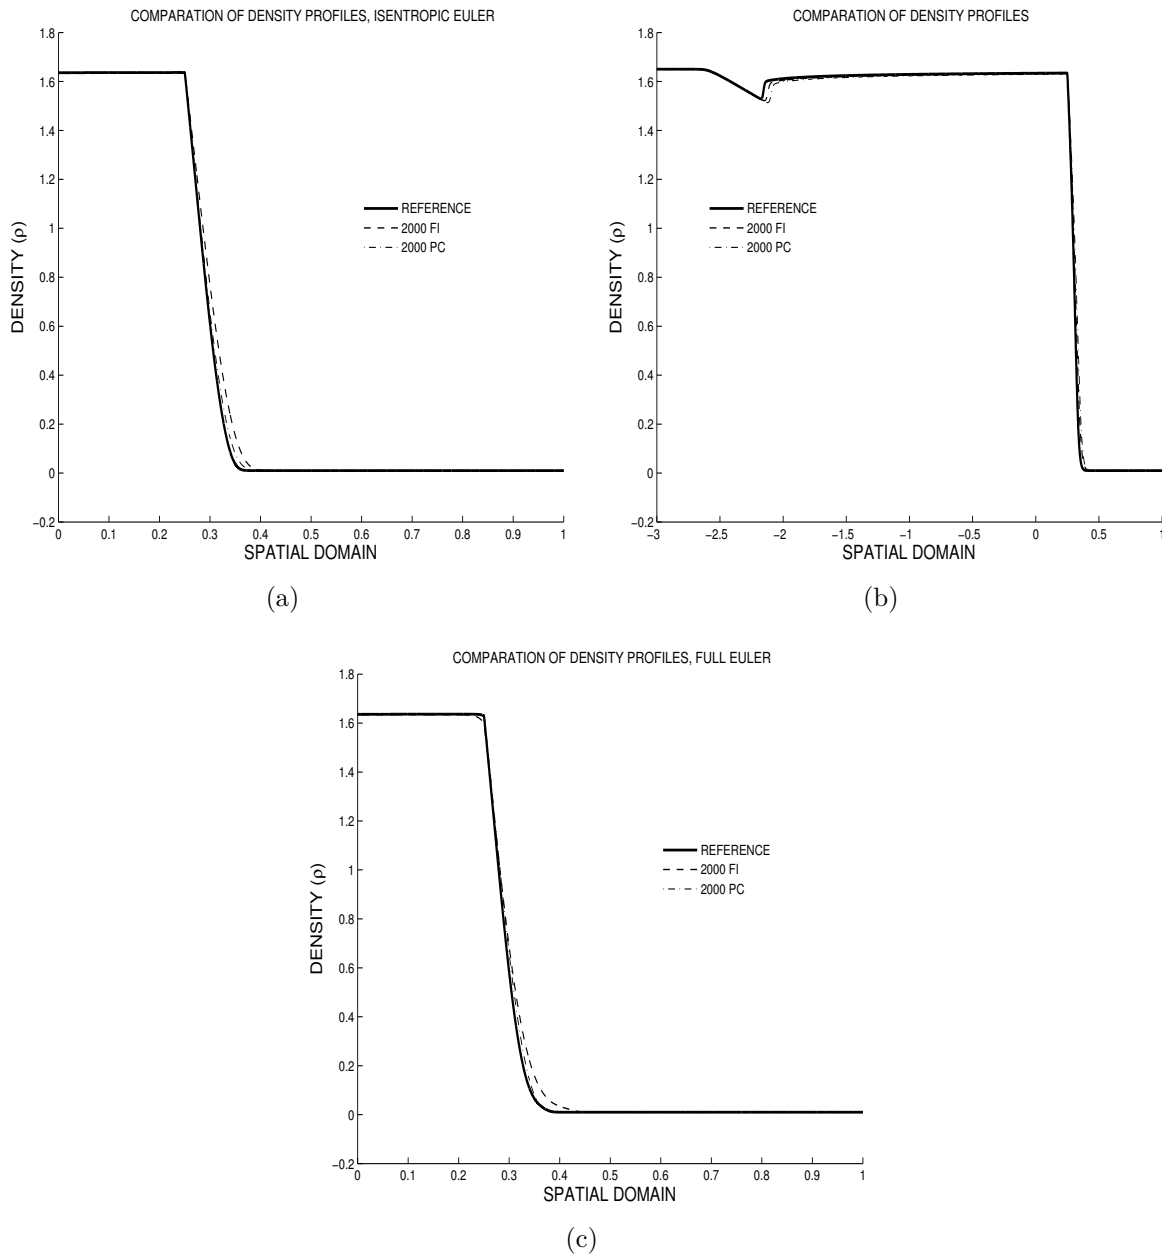 COMPARATION OF DENSITY PROFILES, ISENTROPIC EULER
1.8
1.6
1.4
1.2
1
0.8
0.6
0.4
0.2
0
−0.2
DENSITY (ρ)
REFERENCE
2000 FI
2000 PC
0 0.1 0.2 0.3 0.4 0.5 0.6 0.7 0.8 0.9 1
SPATIAL DOMAIN
(a)
COMPARATION OF DENSITY PROFILES
1.8
1.6
1.4
1.2
1
0.8
0.6
0.4
0.2
0
−0.2
DENSITY (ρ)
REFERENCE
2000 FI
2000 PC
−3 −2.5 −2 −1.5 −1 −0.5 0 0.5 1
SPATIAL DOMAIN
(b)
COMPARATION OF DENSITY PROFILES, FULL EULER
1.8
1.6
1.4
1.2
1
0.8
0.6
0.4
0.2
0
−0.2
DENSITY (ρ)
REFERENCE
2000 FI
2000 PC
0 0.1 0.2 0.3 0.4 0.5 0.6 0.7 0.8 0.9 1
SPATIAL DOMAIN
(c)